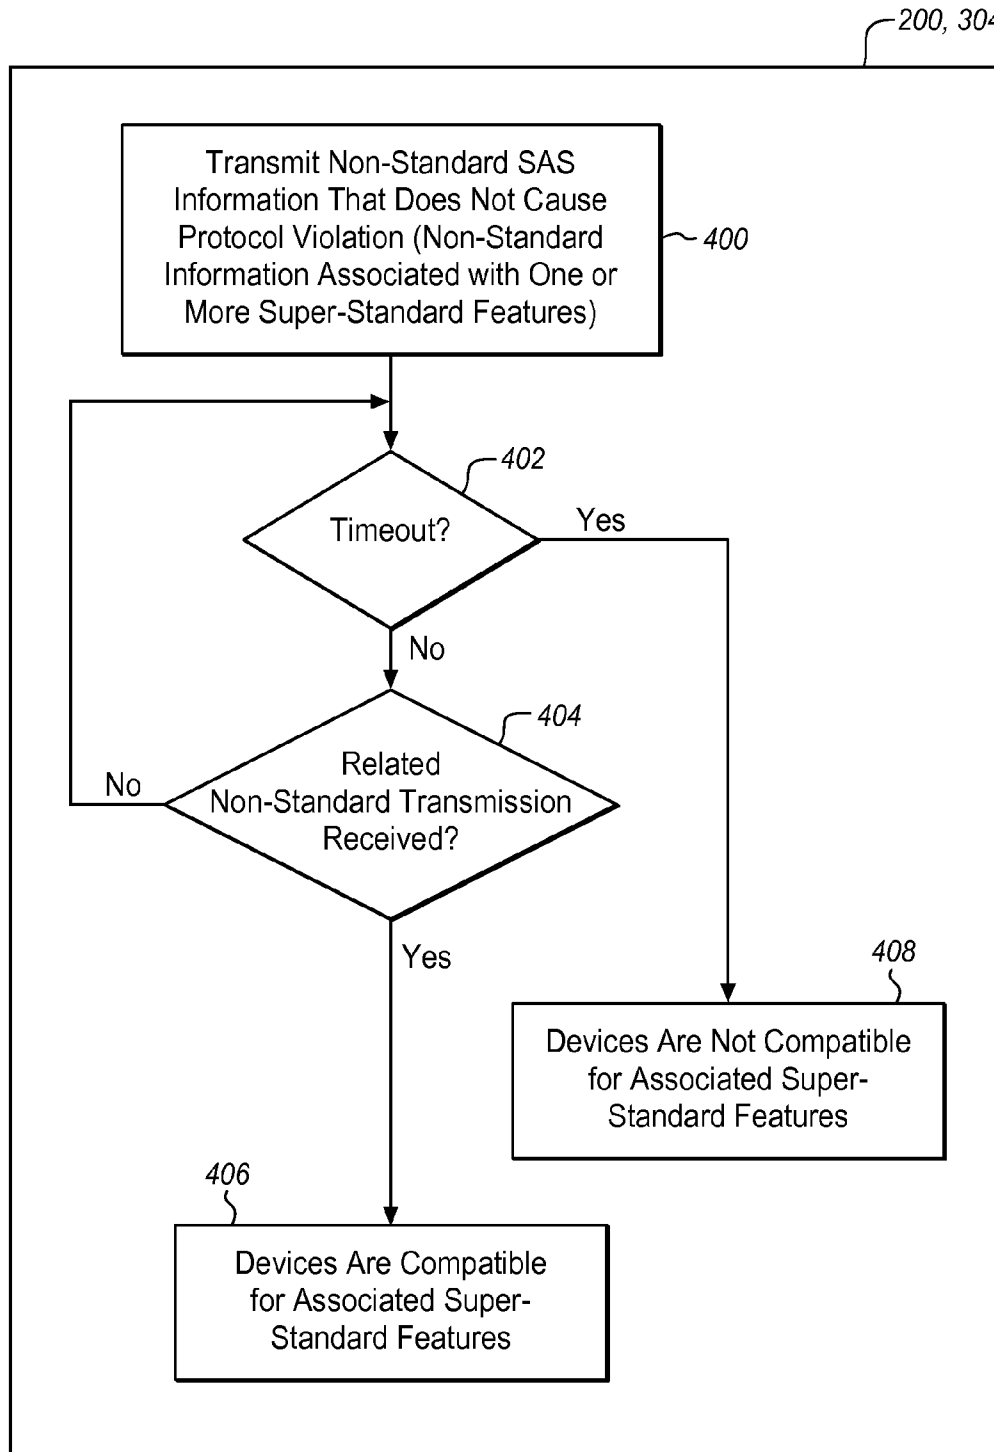 200, 304
Transmit Non-Standard SAS
Information That Does Not Cause
Protocol Violation (Non-Standard
Information Associated with One or
More Super-Standard Features)
400
402
Timeout?
Yes
No
404
Related
Non-Standard Transmission
Received?
No
Yes
408
Devices Are Not Compatible
for Associated Super-
Standard Features
406
Devices Are Compatible
for Associated Super-
Standard Features